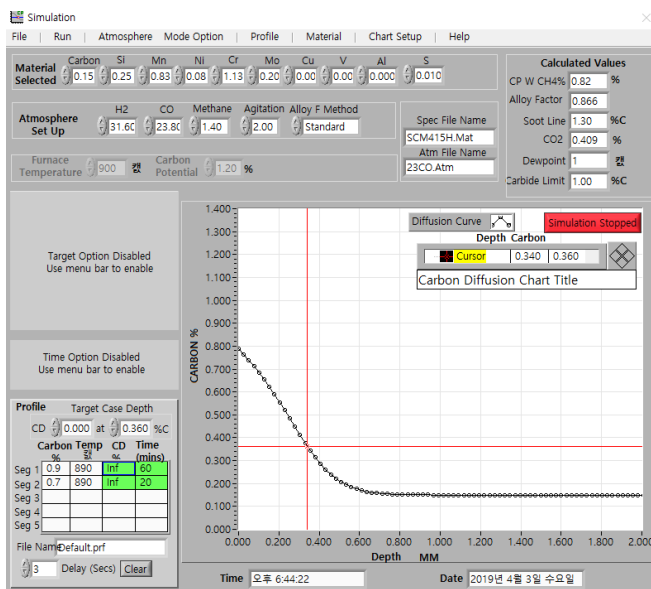 Simulation
File | Run | Atmosphere Mode Option | Profile | Material | Chart Setup | Help
Material Selected
Carbon Si Mn Ni Cr Mo Cu V Al S
0.15 0.25 0.83 0.08 1.13 0.20 0.00 0.00 0.000 0.010
Calculated Values
CP W CH4% 0.82 %
Alloy Factor 0.866
Soot Line 1.30 %C
CO2 0.409 %
Dewpoint 1 캜
Carbide Limit 1.00 %C
Atmosphere Set Up
H2 CO Methane Agitation Alloy F Method
31.60 23.80 1.40 2.00 Standard
Spec File Name
SCM415H.Mat
Atm File Name
23CO.Atm
Furnace Temperature 900 캜 Carbon Potential 1.20 %
Target Option Disabled
Use menu bar to enable
Time Option Disabled
Use menu bar to enable
Profile Target Case Depth
CD 0.000 at 0.360 %C
Carbon % Temp 캜 CD % Time (mins)
Seg 1 0.9 890 Inf 60
Seg 2 0.7 890 Inf 20
Seg 3
Seg 4
Seg 5
File Name Default.prf
3 Delay (Secs) Clear
Diffusion Curve
Simulation Stopped
Depth Carbon
Cursor 0.340 0.360
Carbon Diffusion Chart Title
CARBON %
1.400
1.300
1.200
1.100
1.000
0.900
0.800
0.700
0.600
0.500
0.400
0.300
0.200
0.100
0.000
0.000 0.200 0.400 0.600 0.800 1.000 1.200 1.400 1.600 1.800 2.000
Depth MM
Time 오후 6:44:22 Date 2019년 4월 3일 수요일